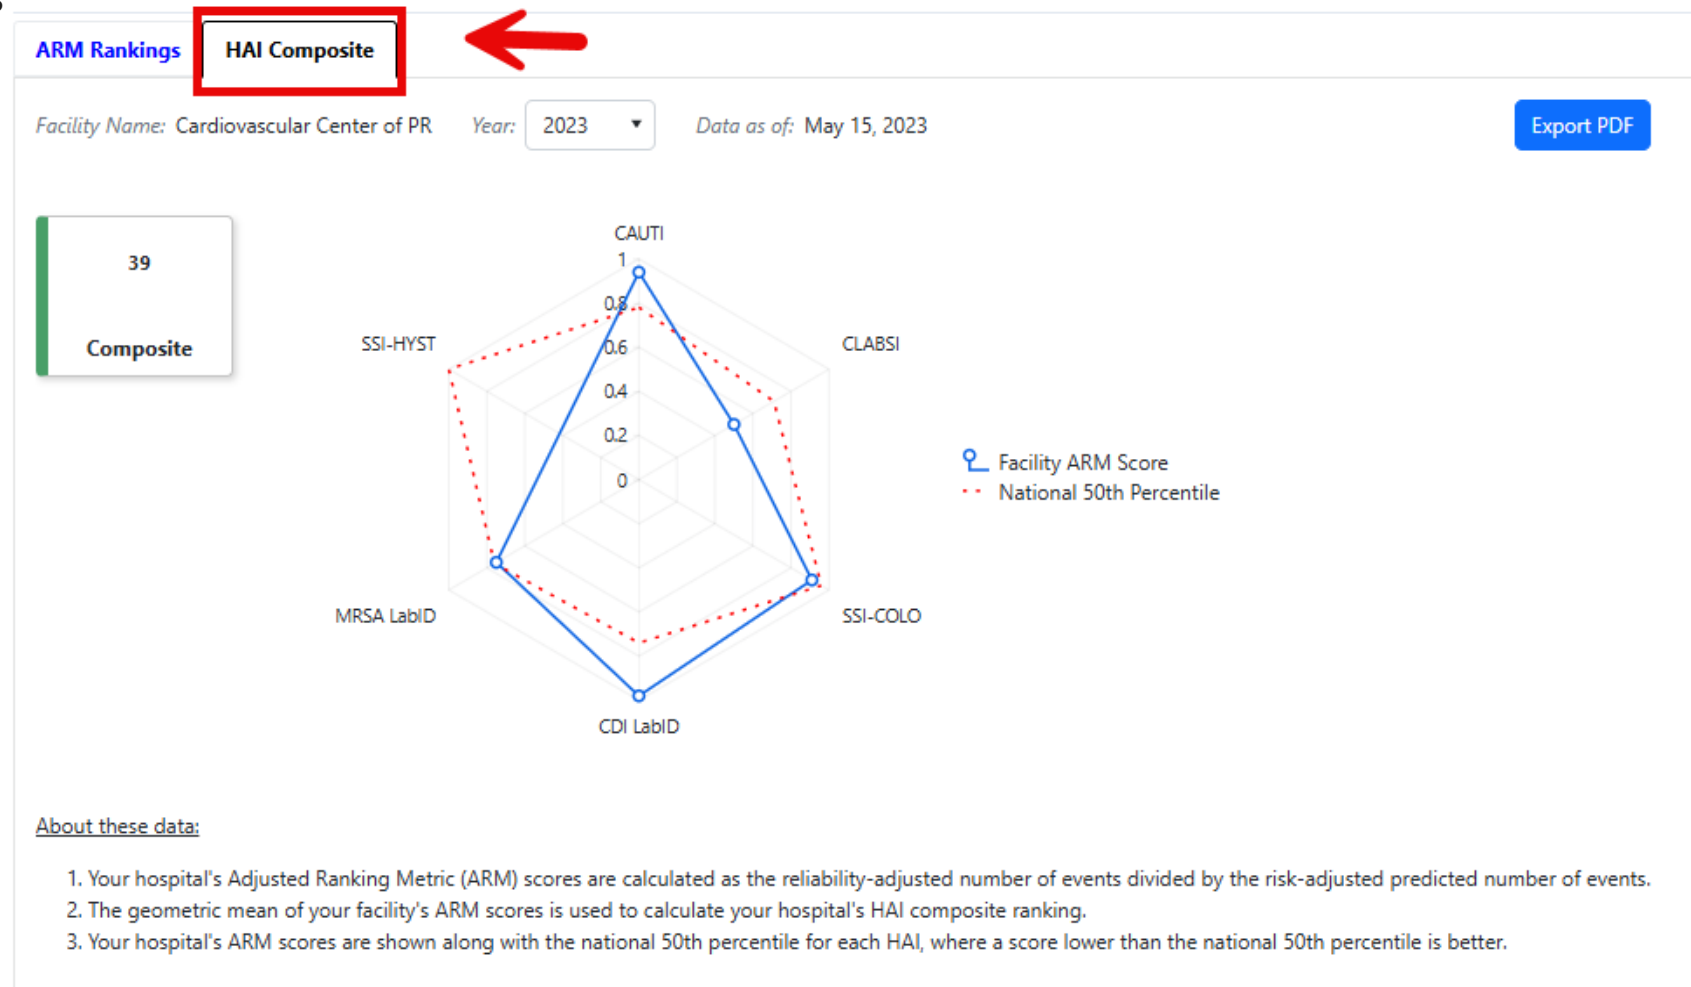 ARM Rankings HAI Composite
Facility Name: Cardiovascular Center of PR Year: 2023 Data as of: May 15, 2023 Export PDF
39
Composite
CAUTI
1
0.8
SSI-HYST CLABSI
0.6
0.4
0.2
Facility ARM Score
0
National 50th Percentile
MRSA LabID SSI-COLO
CDI LabID
About these data:
1. Your hospital's Adjusted Ranking Metric (ARM) scores are calculated as the reliability-adjusted number of events divided by the risk-adjusted predicted number of events.
2. The geometric mean of your facility's ARM scores is used to calculate your hospital's HAI composite ranking.
3. Your hospital's ARM scores are shown along with the national 50th percentile for each HAI, where a score lower than the national 50th percentile is better.